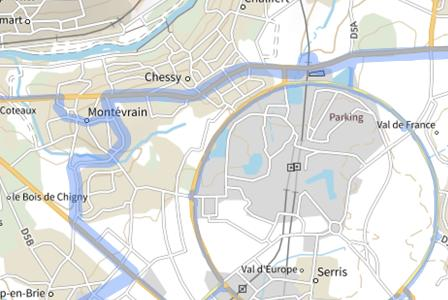 mart
Chalifert
D5A
Chessy
Coteaux
Montévrain
Parking
Val de France
le Bois de Chigny
D5B
Val d'Europe
Serris
p-en-Brie
s